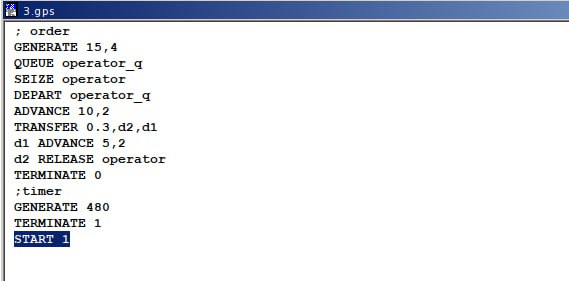 3.gps
; order
GENERATE 15,4
QUEUE operator_q
SEIZE operator
DEPART operator_q
ADVANCE 10,2
TRANSFER 0.3,d2,d1
d1 ADVANCE 5,2
d2 RELEASE operator
TERMINATE 0
;timer
GENERATE 480
TERMINATE 1
START 1